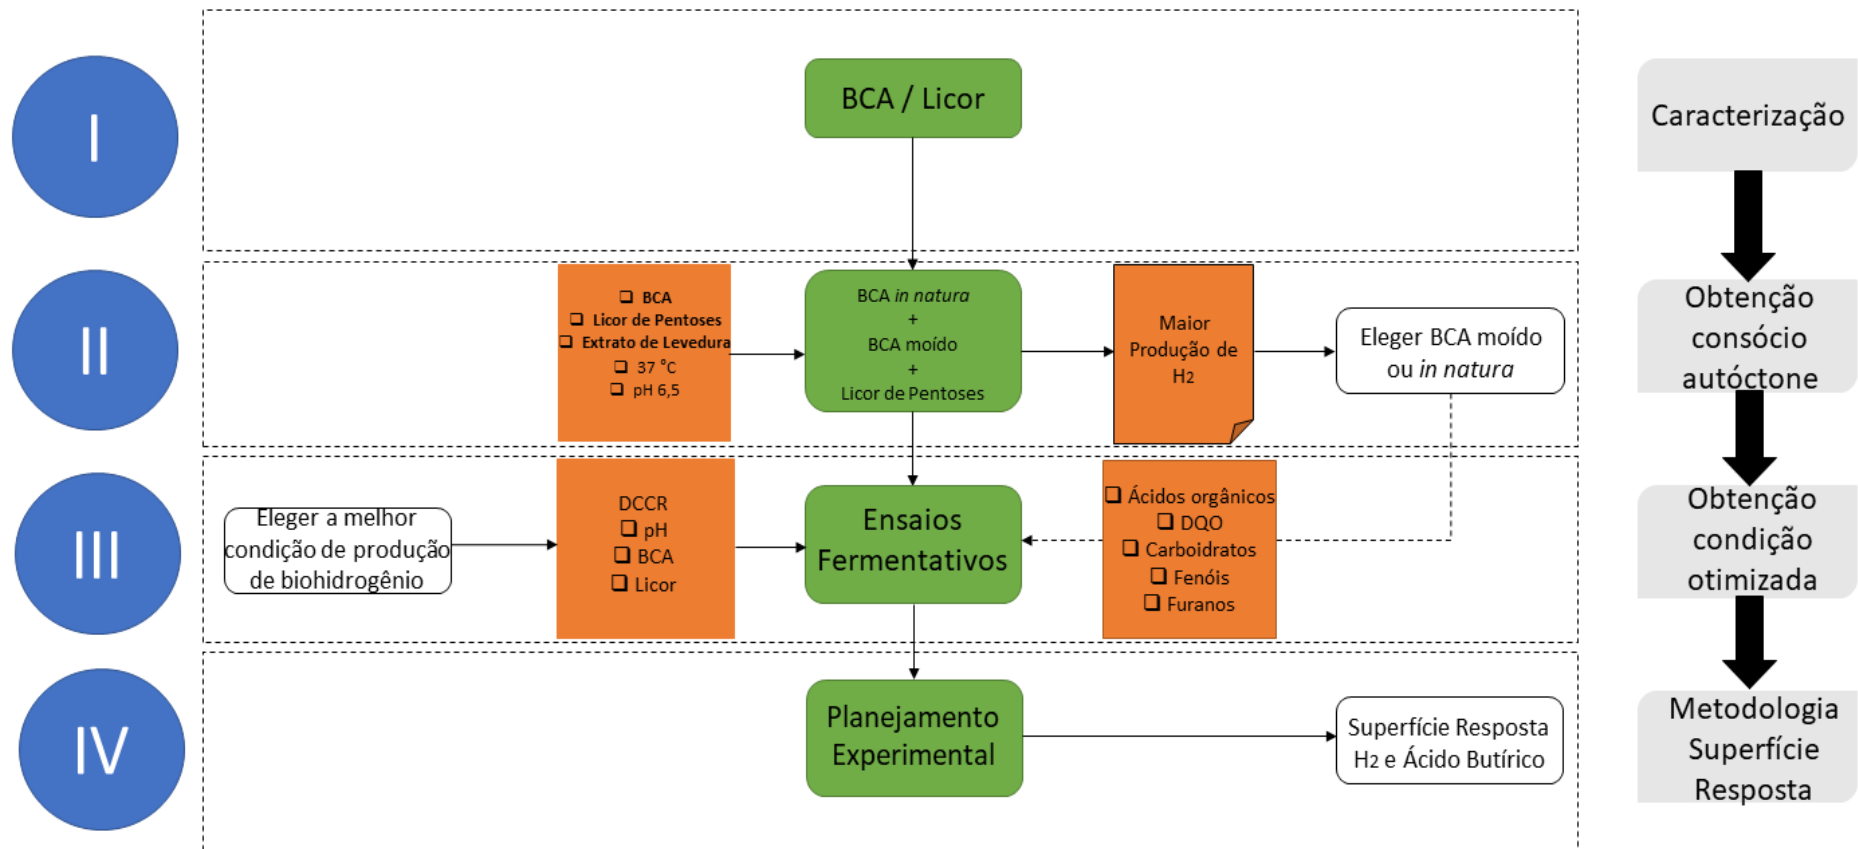 I
BCA / Licor
Caracterização
II
❑ BCA
❑ Licor de Pentoses
❑ Extrato de Levedura
❑ 37 °C
❑ pH 6,5
BCA in natura
+
BCA moído
+
Licor de Pentoses
Maior
Produção de
H2
Eleger BCA moído
ou in natura
Obtenção
consócio
autóctone
III
Eleger a melhor
condição de produção
de biohidrogênio
DCCR
❑ pH
❑ BCA
❑ Licor
Ensaios
Fermentativos
❑ Ácidos orgânicos
❑ DQO
❑ Carboidratos
❑ Fenóis
❑ Furanos
Obtenção
condição
otimizada
IV
Planejamento
Experimental
Superfície Resposta
H2 e Ácido Butírico
Metodologia
Superfície
Resposta